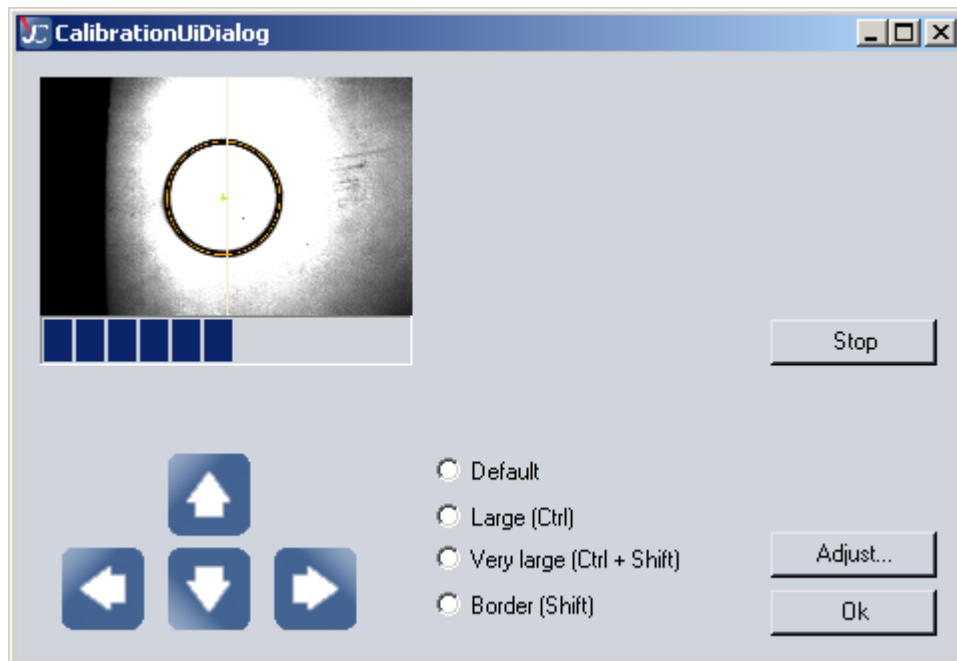 CalibrationUiDialog
Stop
Default
Large (Ctrl)
Very large (Ctrl + Shift)
Adjust...
Border (Shift)
Ok